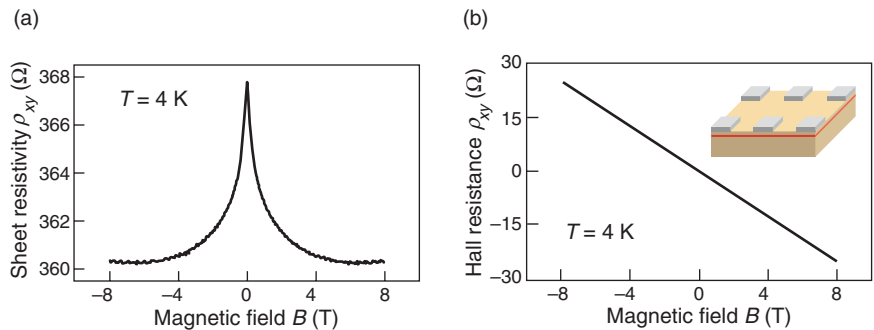 (a)
Sheet resistivity ρxy (Ω)
368
366
364
362
360
T = 4 K
−8
−4
0
4
8
Magnetic field B (T)
(b)
Hall resistance ρxy (Ω)
30
15
0
−15
−30
T = 4 K
−8
−4
0
4
8
Magnetic field B (T)